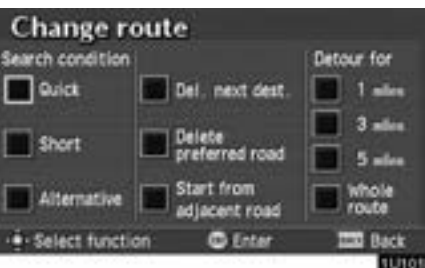 Change route
Search condition
Detour for
Quick
Del. next dest.
1 miles
Short
Delete
preferred road
3 miles
5 miles
Alternative
Start from
adjacent road
Whole
route
Select function
Enter
Back